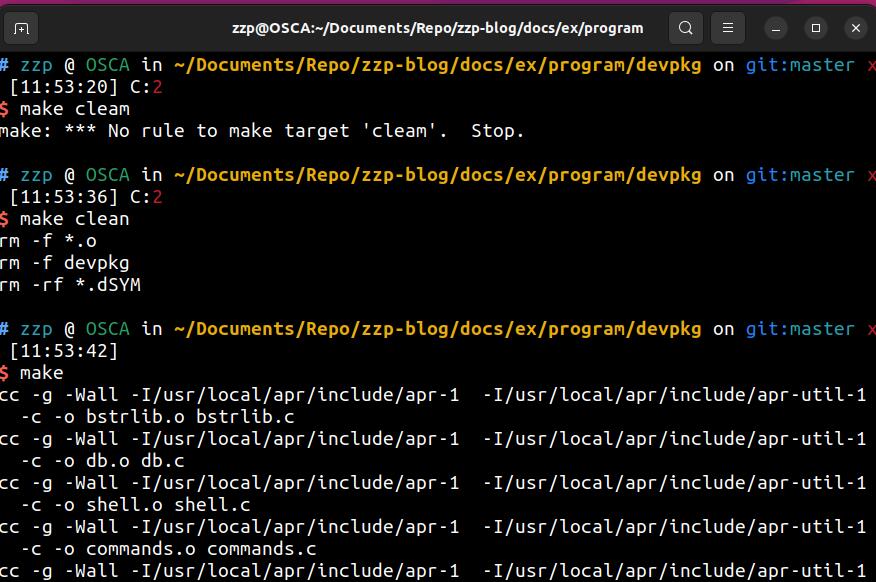 zzp@OSCA:~/Documents/Repo/zzp-blog/docs/ex/program
# zzp @ OSCA in ~/Documents/Repo/zzp-blog/docs/ex/program/devpkg on git:master x
[11:53:20] C:2
$ make cleam
make: *** No rule to make target 'cleam'.  Stop.
# zzp @ OSCA in ~/Documents/Repo/zzp-blog/docs/ex/program/devpkg on git:master x
[11:53:36] C:2
$ make clean
rm -f *.o
rm -f devpkg
rm -rf *.dSYM
# zzp @ OSCA in ~/Documents/Repo/zzp-blog/docs/ex/program/devpkg on git:master x
[11:53:42]
$ make
cc -g -Wall -I/usr/local/apr/include/apr-1  -I/usr/local/apr/include/apr-util-1
-c -o bstrlib.o bstrlib.c
cc -g -Wall -I/usr/local/apr/include/apr-1  -I/usr/local/apr/include/apr-util-1
-c -o db.o db.c
cc -g -Wall -I/usr/local/apr/include/apr-1  -I/usr/local/apr/include/apr-util-1
-c -o shell.o shell.c
cc -g -Wall -I/usr/local/apr/include/apr-1  -I/usr/local/apr/include/apr-util-1
-c -o commands.o commands.c
cc -g -Wall -I/usr/local/apr/include/apr-1  -I/usr/local/apr/include/apr-util-1